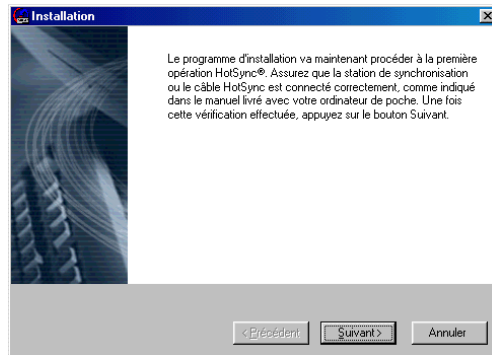 Installation
Le programme d'installation va maintenant procéder à la première
opération HotSync®. Assurez que la station de synchronisation
ou le câble HotSync est connecté correctement, comme indiqué
dans le manuel livré avec votre ordinateur de poche. Une fois
cette vérification effectuée, appuyez sur le bouton Suivant.
< Précédent Suivant > Annuler